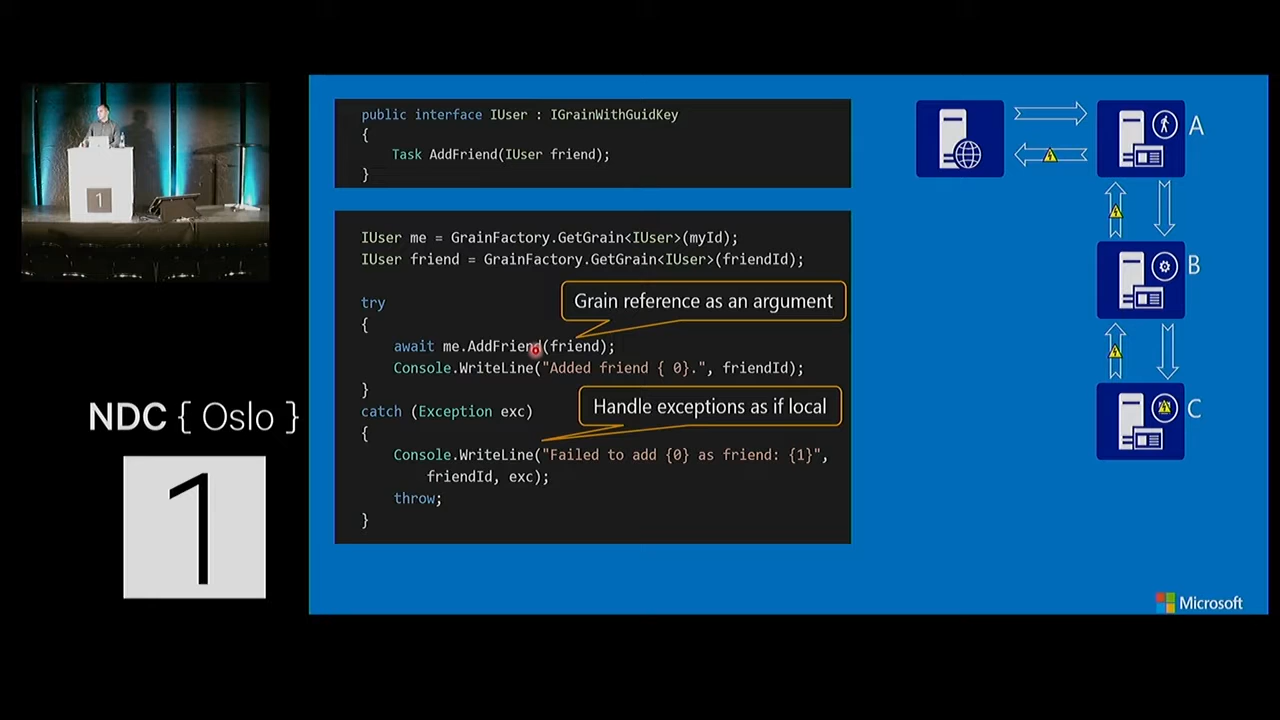 public interface IUser : IGrainWithGuidKey
{
Task AddFriend(IUser friend);
}
IUser me = GrainFactory.GetGrain<IUser>(myId);
IUser friend = GrainFactory.GetGrain<IUser>(friendId);
try
{
Grain reference as an argument
await me.AddFriend(friend);
Console.WriteLine("Added friend { 0}.", friendId);
}
catch (Exception exc)
Handle exceptions as if local
{
Console.WriteLine("Failed to add {0} as friend: {1}",
friendId, exc);
throw;
}
A
B
C
Microsoft
NDC { Oslo }
1
1